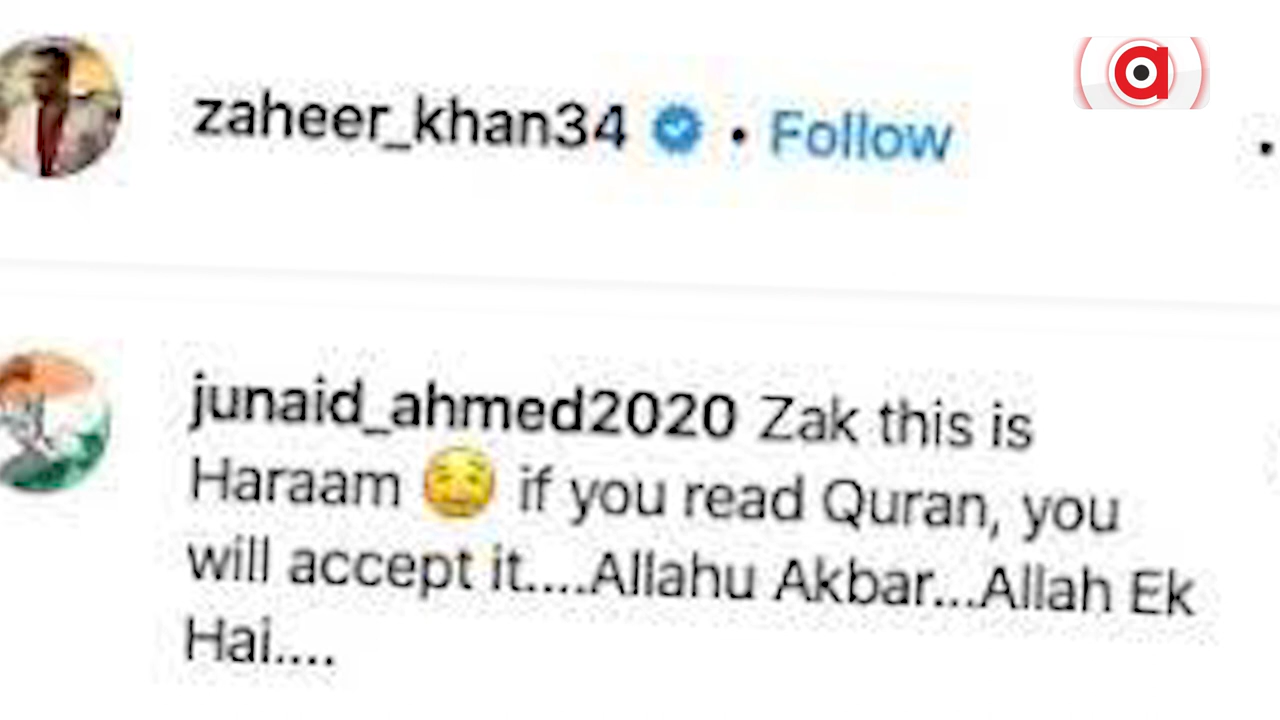 zaheer_khan34 • Follow
junaid_ahmed2020 Zak this is
Haraam 😔 if you read Quran, you
will accept it....Allahu Akbar...Allah Ek
Hai....
a